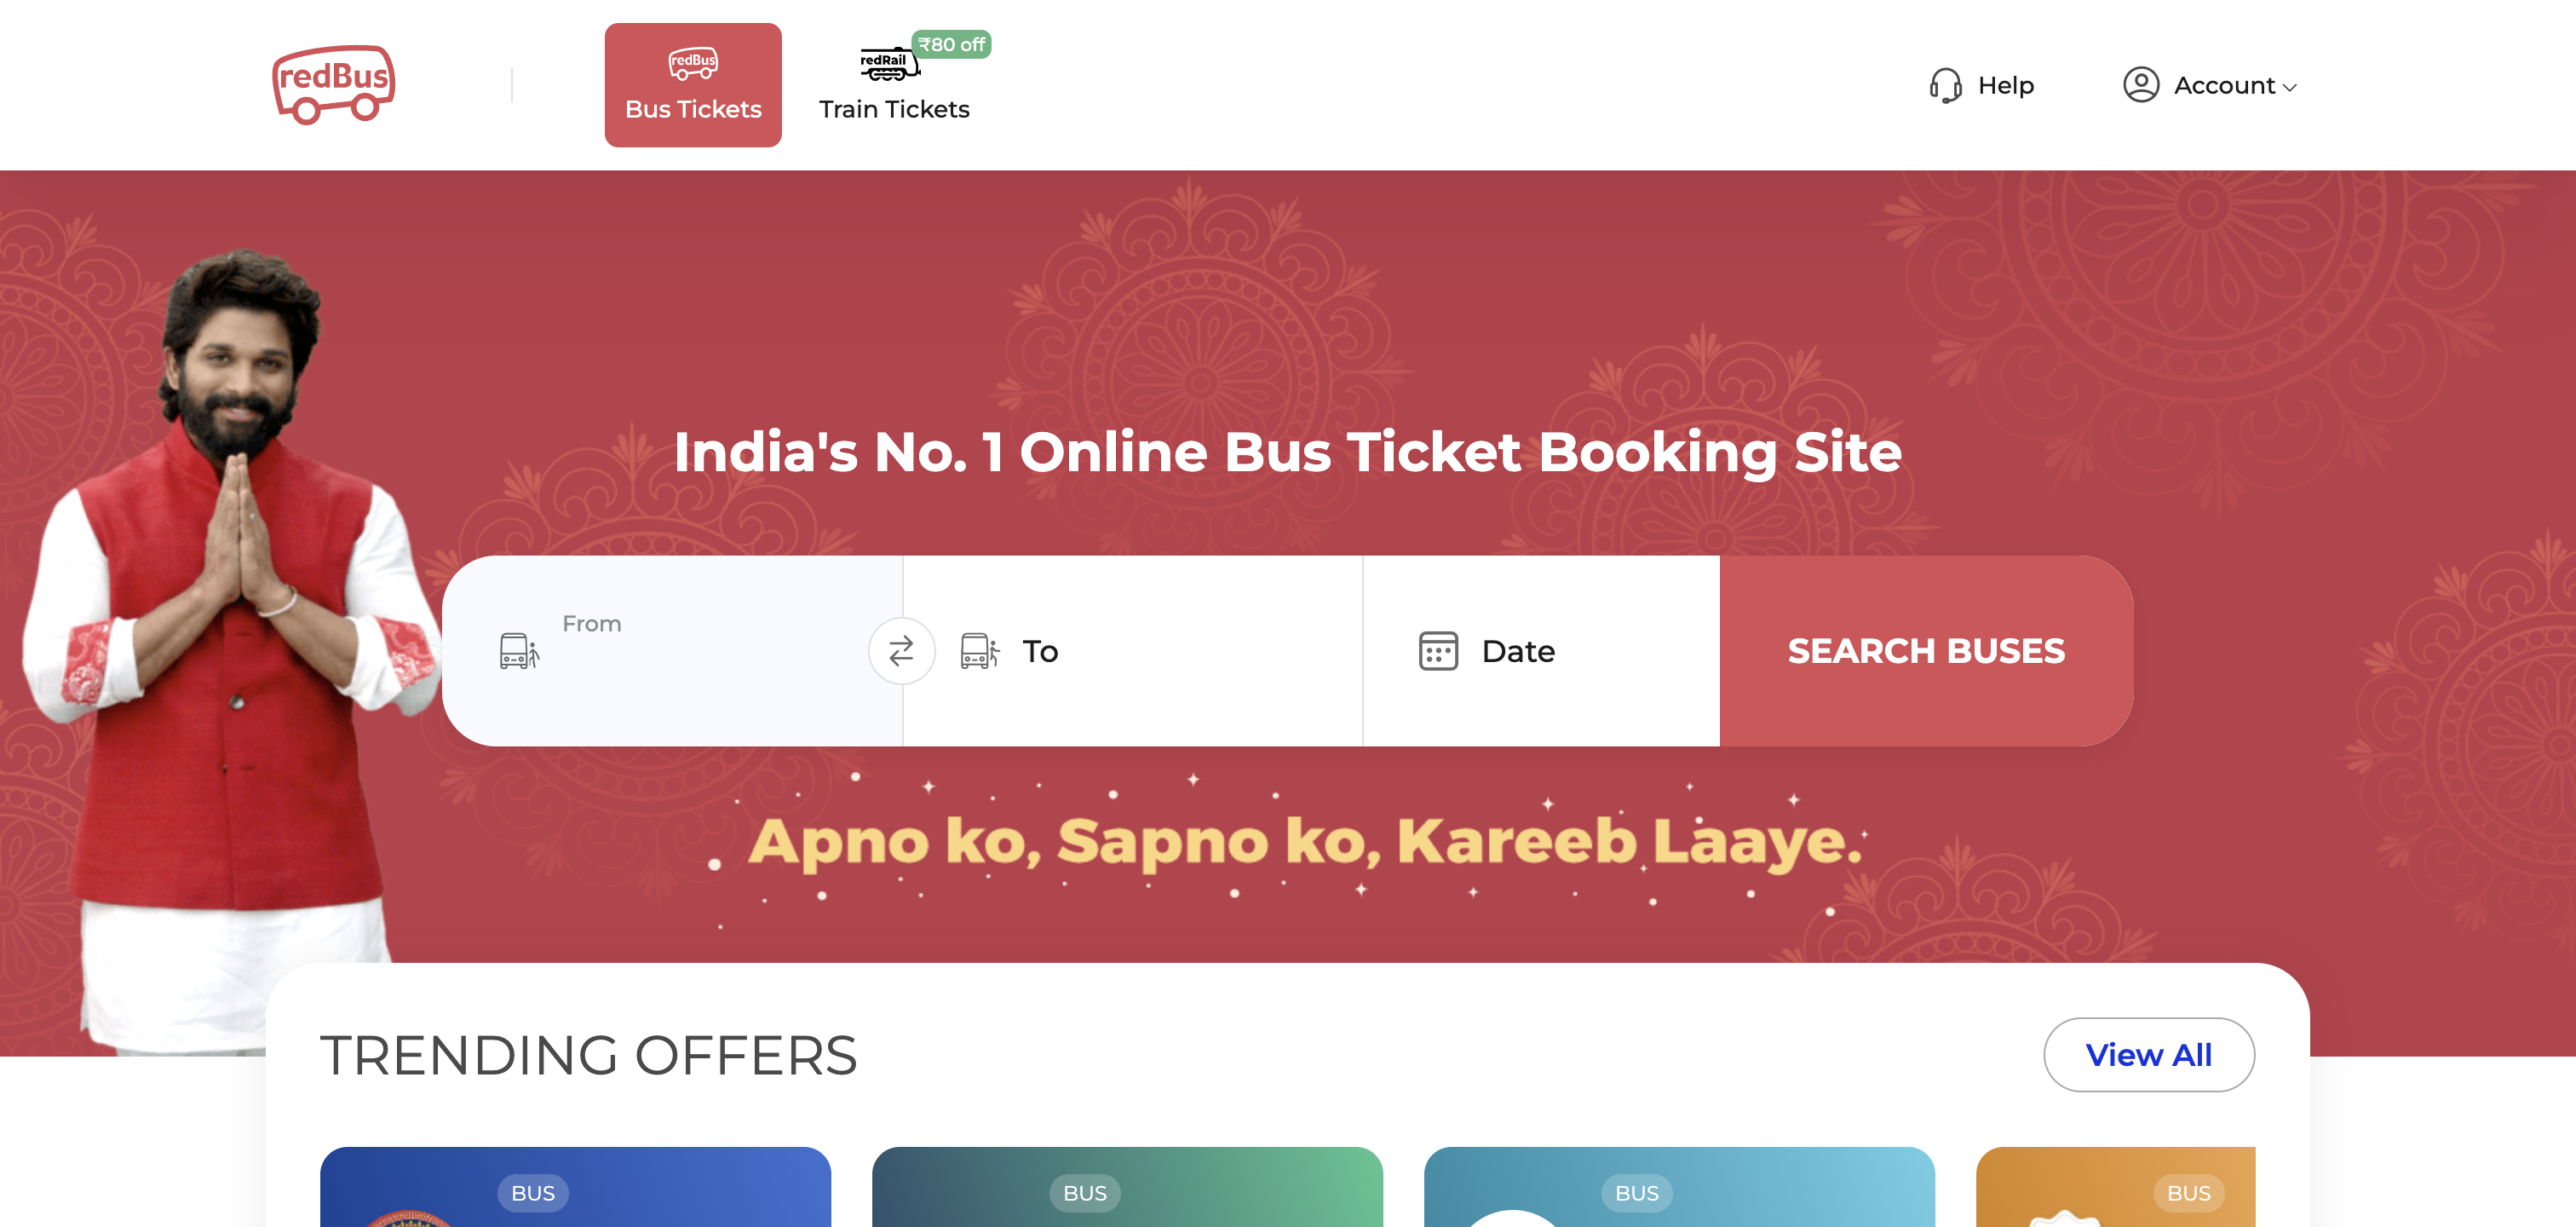 redBus
redBus
Bus Tickets
redRail
₹80 off
Train Tickets
Help
Account
India's No. 1 Online Bus Ticket Booking Site
From
To
Date
SEARCH BUSES
Apno ko, Sapno ko, Kareeb Laaye.
TRENDING OFFERS
View All
BUS
BUS
BUS
BUS